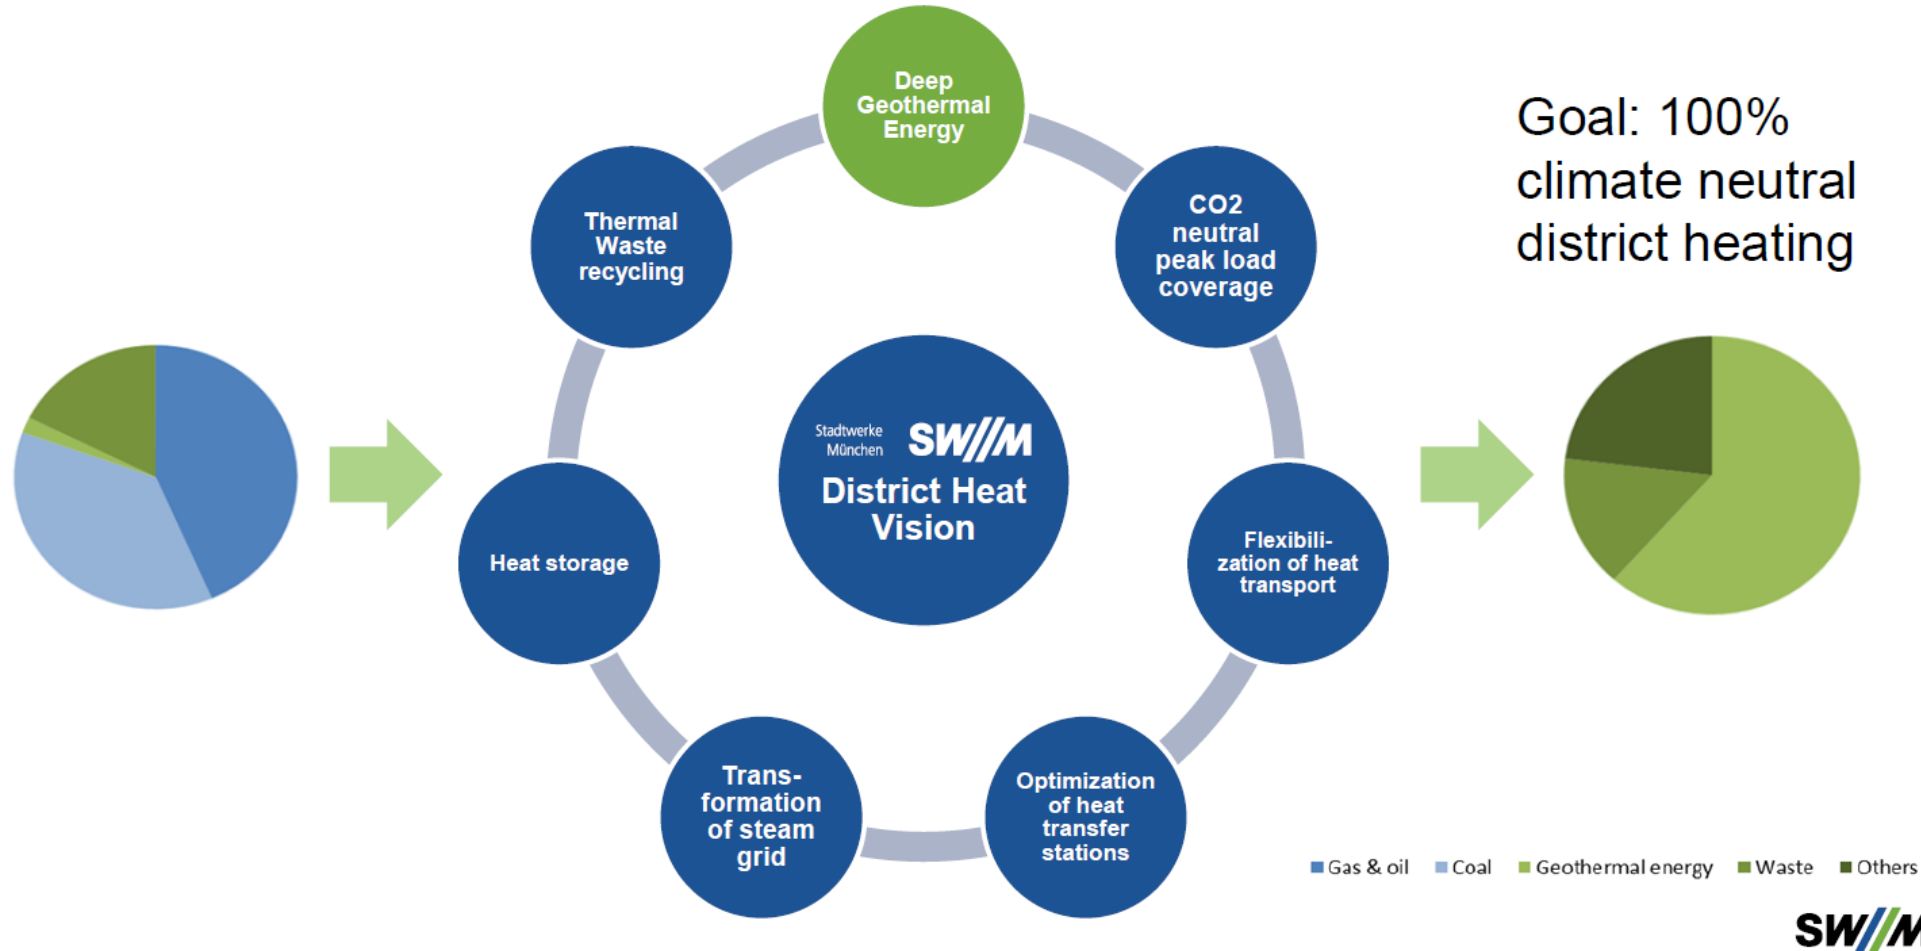 Deep
Geothermal
Energy
Goal: 100%
climate neutral
district heating
Thermal
Waste
recycling
CO2
neutral
peak load
coverage
Stadtwerke
München
SW//M
District Heat
Vision
Heat storage
Flexibili-
zation of heat
transport
Trans-
formation
of steam
grid
Optimization
of heat
transfer
stations
Gas & oil Coal Geothermal energy Waste Others
SW//M